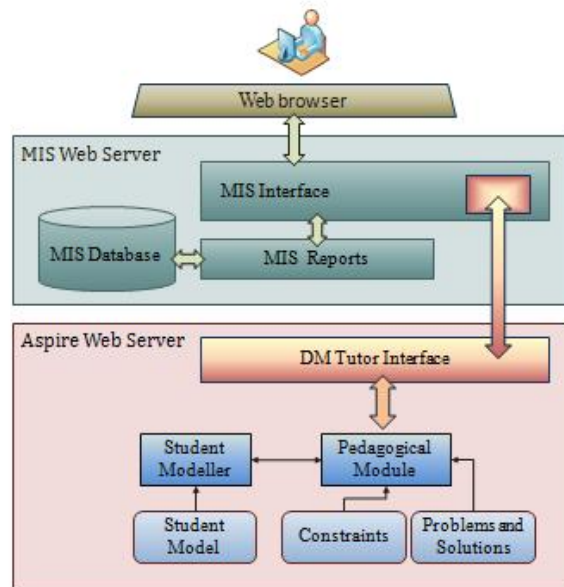 Web browser
MIS Web Server
MIS Interface
MIS Database
MIS Reports
Aspire Web Server
DM Tutor Interface
Student
Modeller
Pedagogical
Module
Student
Model
Constraints
Problems and
Solutions